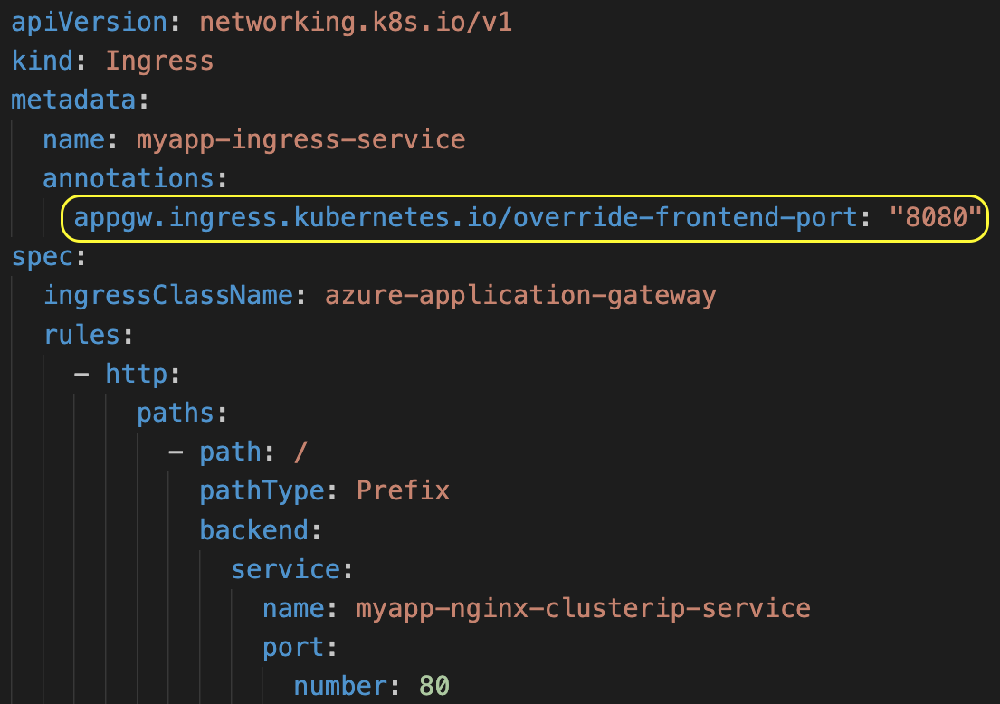 apiVersion: networking.k8s.io/v1
kind: Ingress
metadata:
  name: myapp-ingress-service
  annotations:
    appgw.ingress.kubernetes.io/override-frontend-port: "8080"
spec:
  ingressClassName: azure-application-gateway
  rules:
    - http:
        paths:
          - path: /
            pathType: Prefix
            backend:
              service:
                name: myapp-nginx-clusterip-service
                port:
                  number: 80